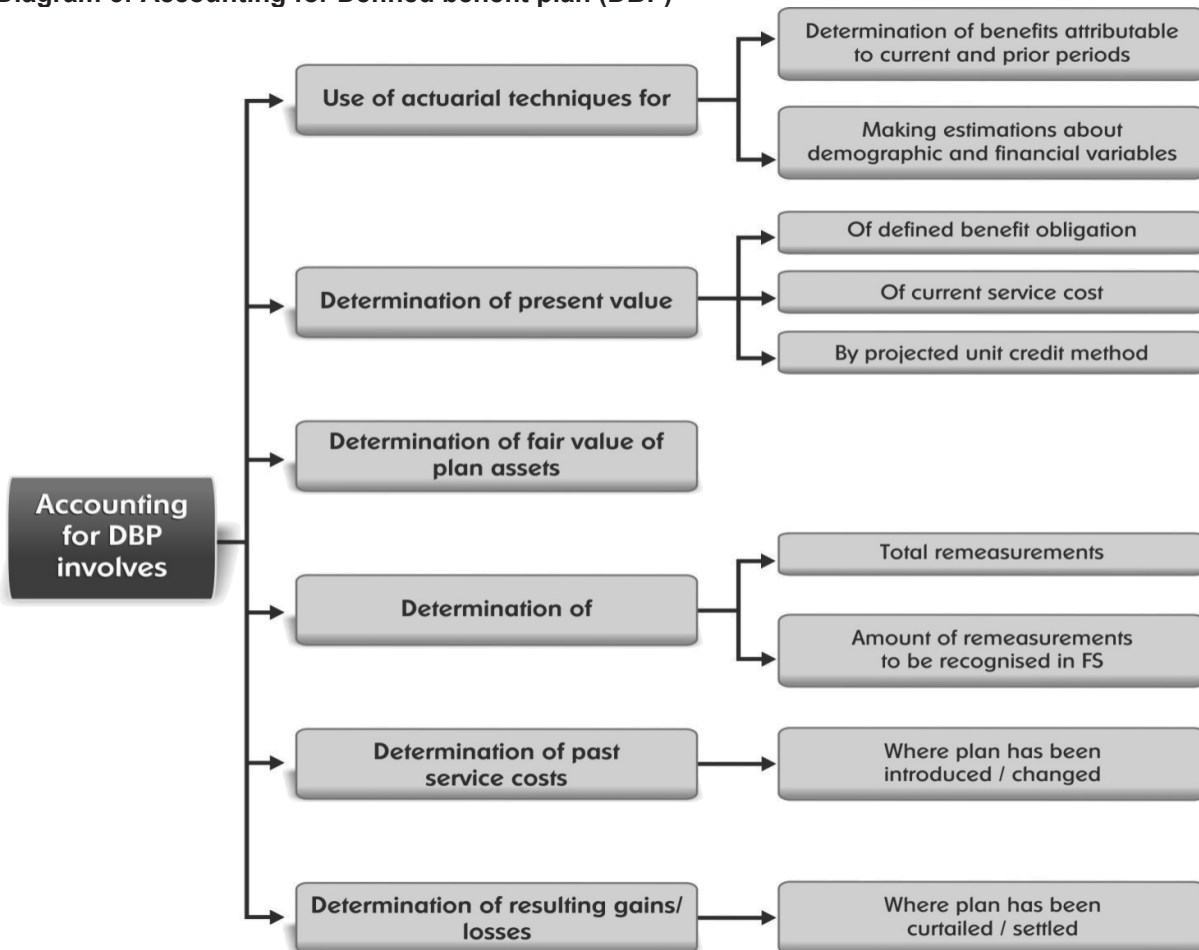 Diagram of Accounting for Defined benefit plan (DBP)
Use of actuarial techniques for
Determination of benefits attributable
to current and prior periods
Making estimations about
demographic and financial variables
Determination of present value
Of defined benefit obligation
Of current service cost
By projected unit credit method
Determination of fair value of
plan assets
Accounting
for DBP
involves
Determination of
Total remeasurements
Amount of remeasurements
to be recognised in FS
Determination of past
service costs
Where plan has been
introduced / changed
Determination of resulting gains/
losses
Where plan has been
curtailed / settled